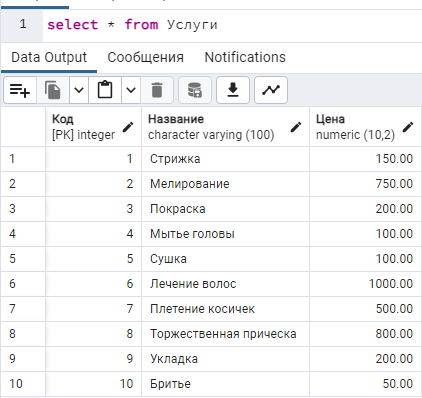 1 select * from Услуги
Data Output Сообщения Notifications
Код Название Цена
[PK] integer character varying (100) numeric (10,2)
1 1 Стрижка 150.00
2 2 Мелирование 750.00
3 3 Покраска 200.00
4 4 Мытье головы 100.00
5 5 Сушка 100.00
6 6 Лечение волос 1000.00
7 7 Плетение косичек 500.00
8 8 Торжественная прическа 800.00
9 9 Укладка 200.00
10 10 Бритье 50.00